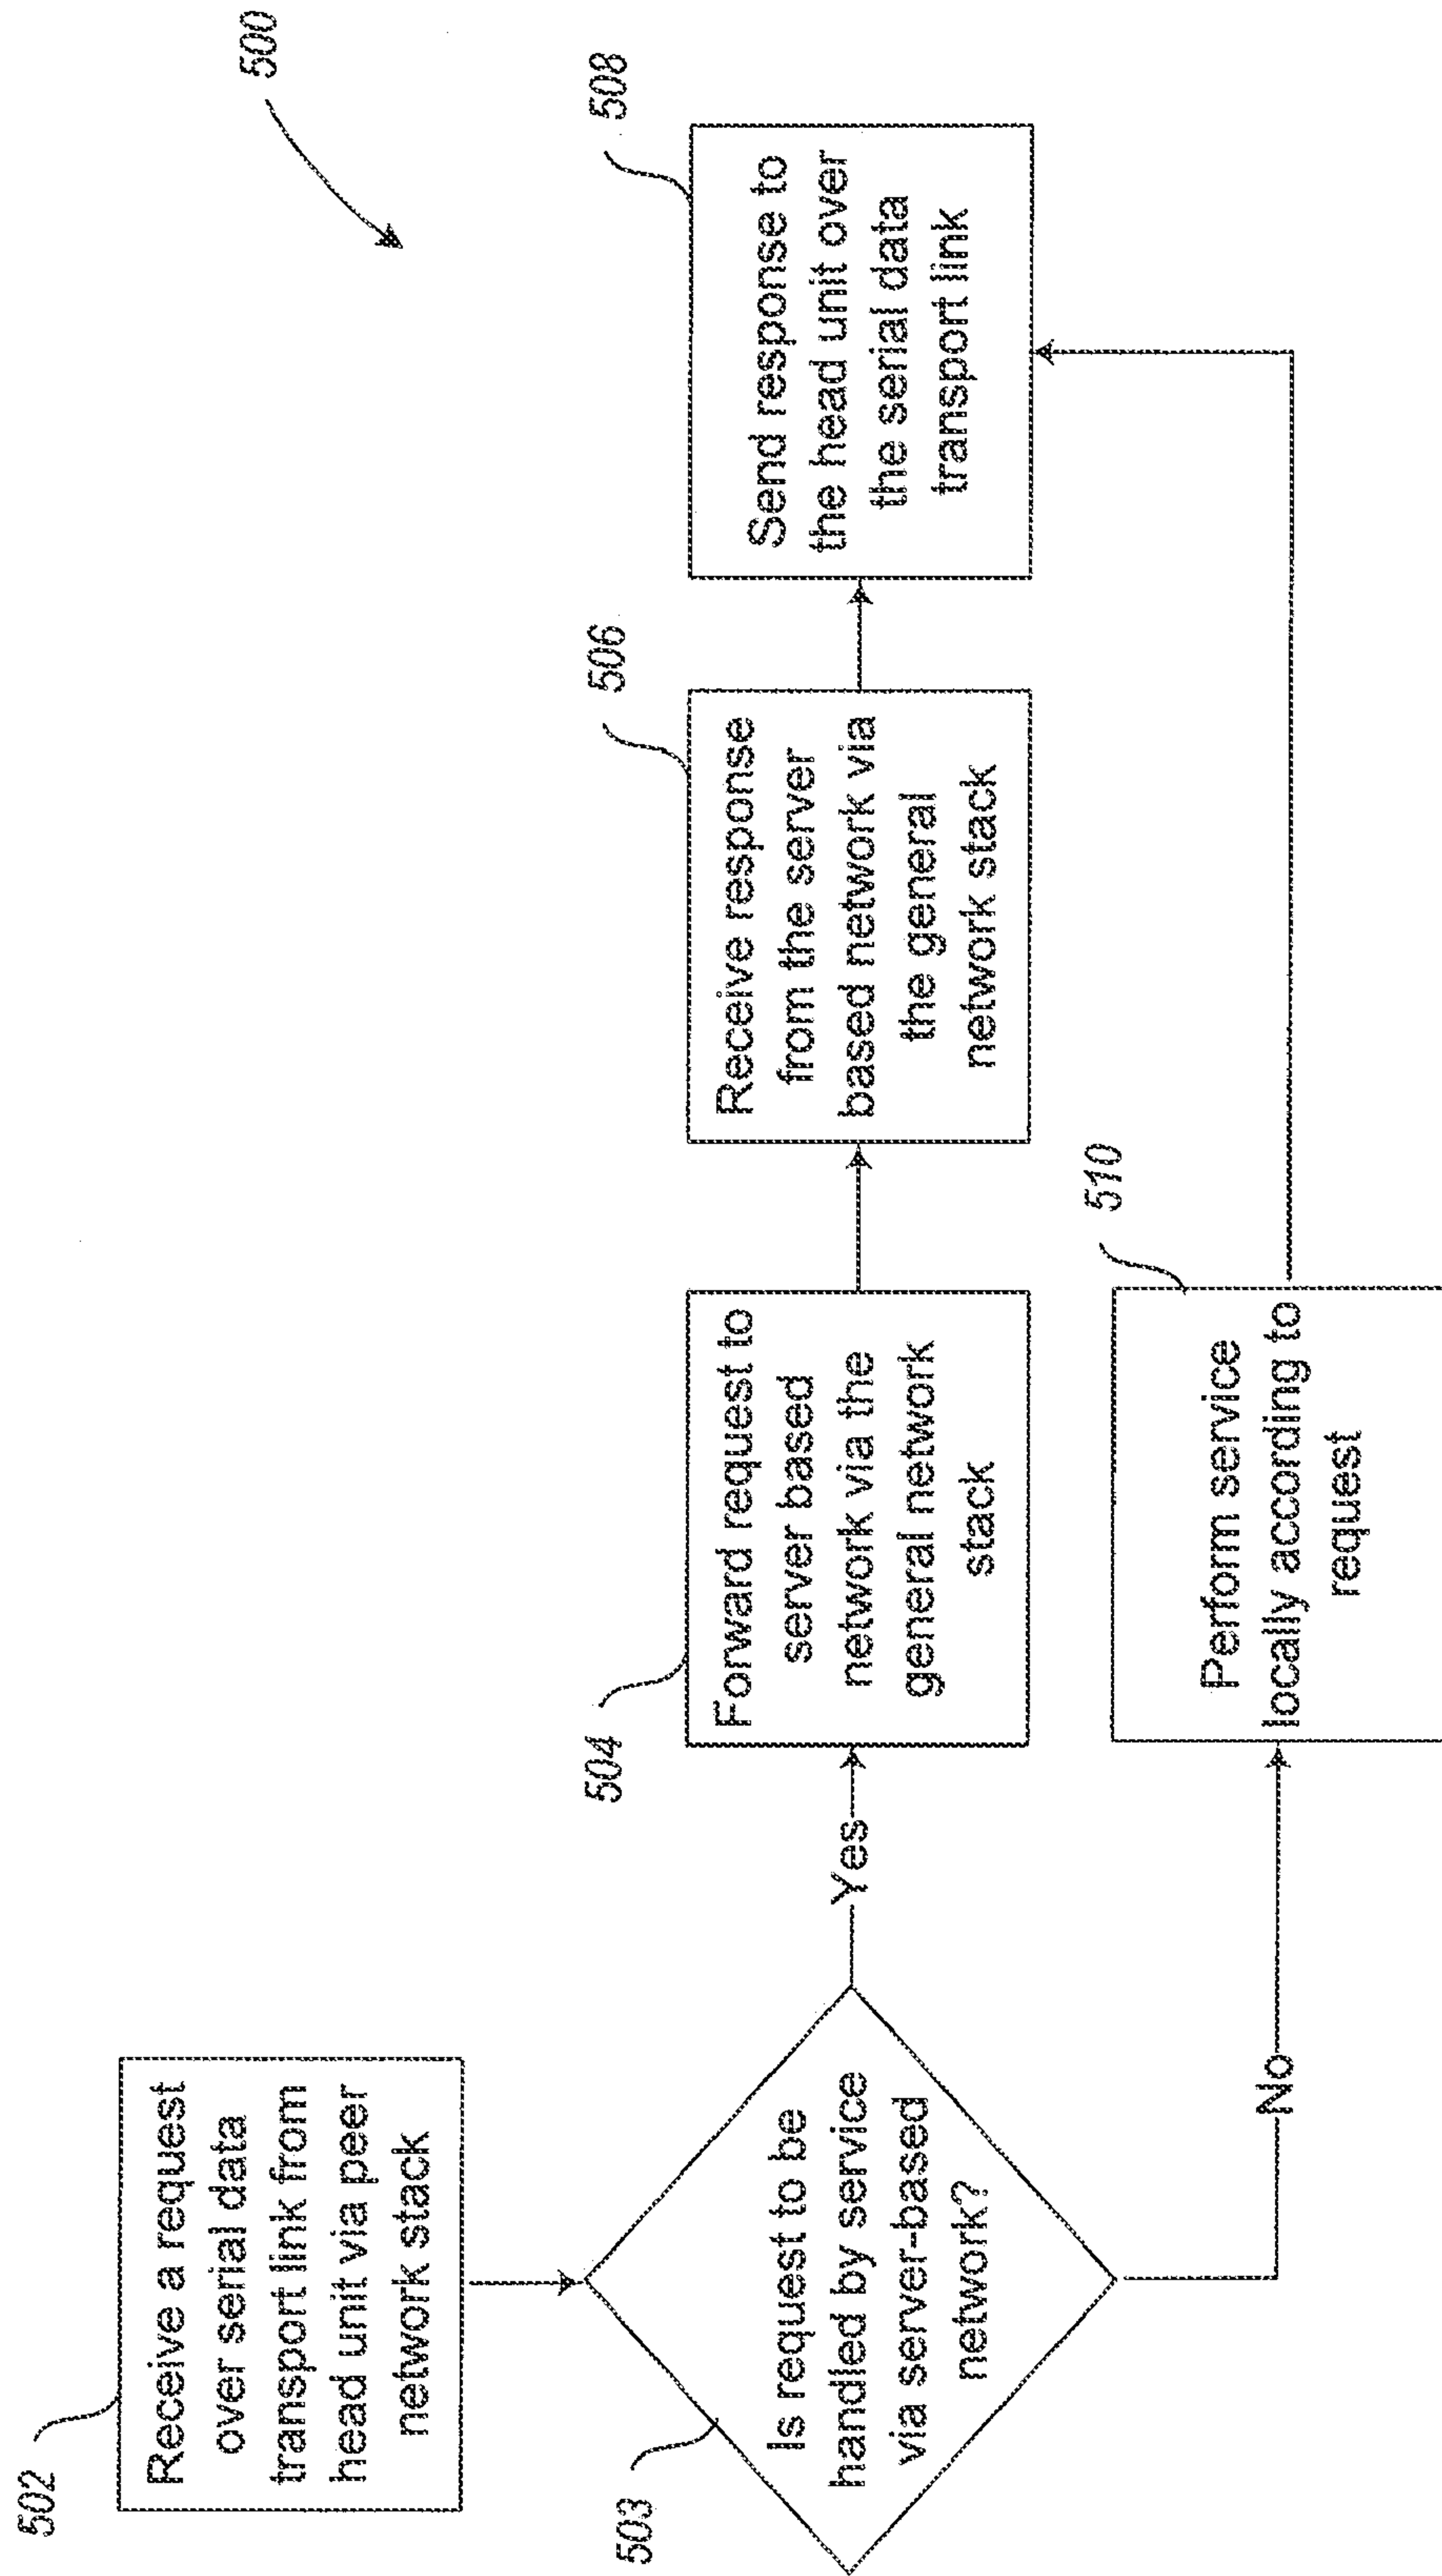 500
502
Receive a request
over serial data
transport link from
head unit via peer
network stack
503
Is request to be
handled by service
via server-based
network?
Yes
504
Forward request to
server based
network via the
general network
stack
506
Receive response
from the server
based network via
the general
network stack
508
Send response to
the head unit over
the serial data
transport link
No
510
Perform service
locally according to
request